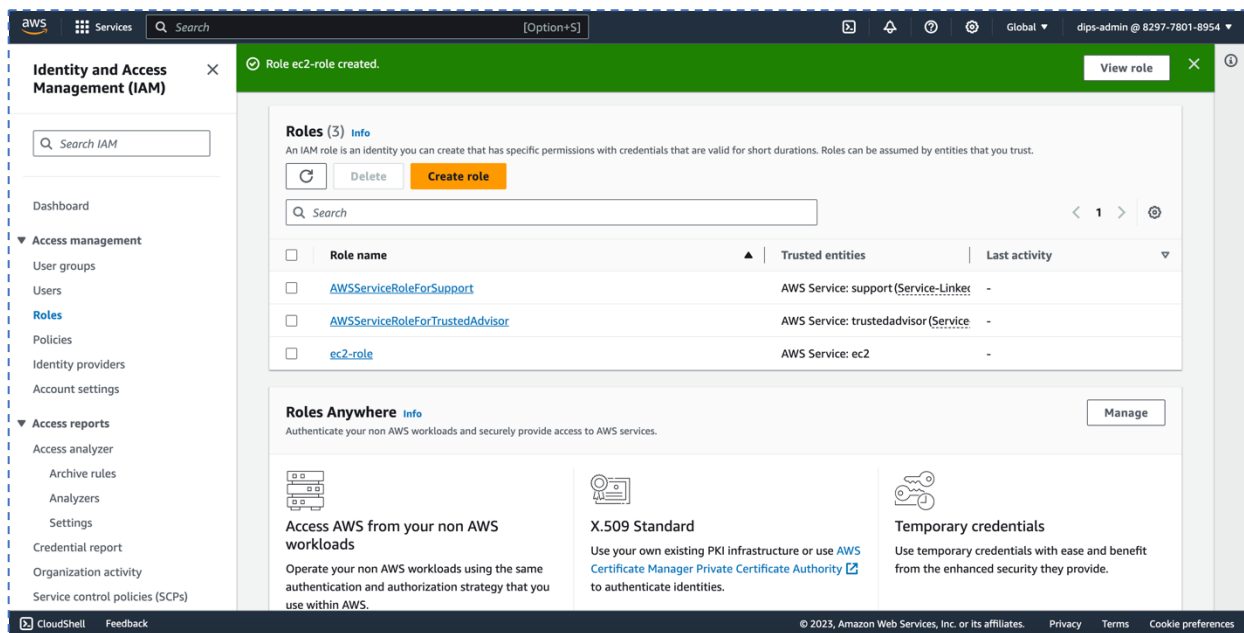 aws
Services
Search
[Option+S]
Global ▼
dips-admin @ 8297-7801-8954 ▼
Identity and Access
Management (IAM)
Search IAM
Dashboard
Access management
User groups
Users
Roles
Policies
Identity providers
Account settings
Access reports
Access analyzer
Archive rules
Analyzers
Settings
Credential report
Organization activity
Service control policies (SCPs)
Role ec2-role created.
View role
Roles (3) Info
An IAM role is an identity you can create that has specific permissions with credentials that are valid for short durations. Roles can be assumed by entities that you trust.
Delete
Create role
Search
1
Role name
Trusted entities
Last activity
AWSServiceRoleForSupport
AWS Service: support (Service-Linked
-
AWSServiceRoleForTrustedAdvisor
AWS Service: trustedadvisor (Service
-
ec2-role
AWS Service: ec2
-
Roles Anywhere Info
Authenticate your non AWS workloads and securely provide access to AWS services.
Manage
Access AWS from your non AWS
workloads
Operate your non AWS workloads using the same
authentication and authorization strategy that you
use within AWS.
X.509 Standard
Use your own existing PKI infrastructure or use AWS
Certificate Manager Private Certificate Authority
to authenticate identities.
Temporary credentials
Use temporary credentials with ease and benefit
from the enhanced security they provide.
CloudShell
Feedback
© 2023, Amazon Web Services, Inc. or its affiliates.
Privacy
Terms
Cookie preferences